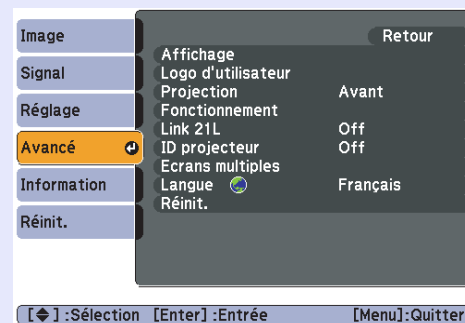 Image
Signal
Réglage
Avancé
Information
Réinit.
Retour
Affichage
Logo d'utilisateur
Projection Avant
Fonctionnement
Link 21L Off
ID projecteur Off
Ecrans multiples
Langue Français
Réinit.
[◆] :Sélection [Enter] :Entrée [Menu]:Quitter